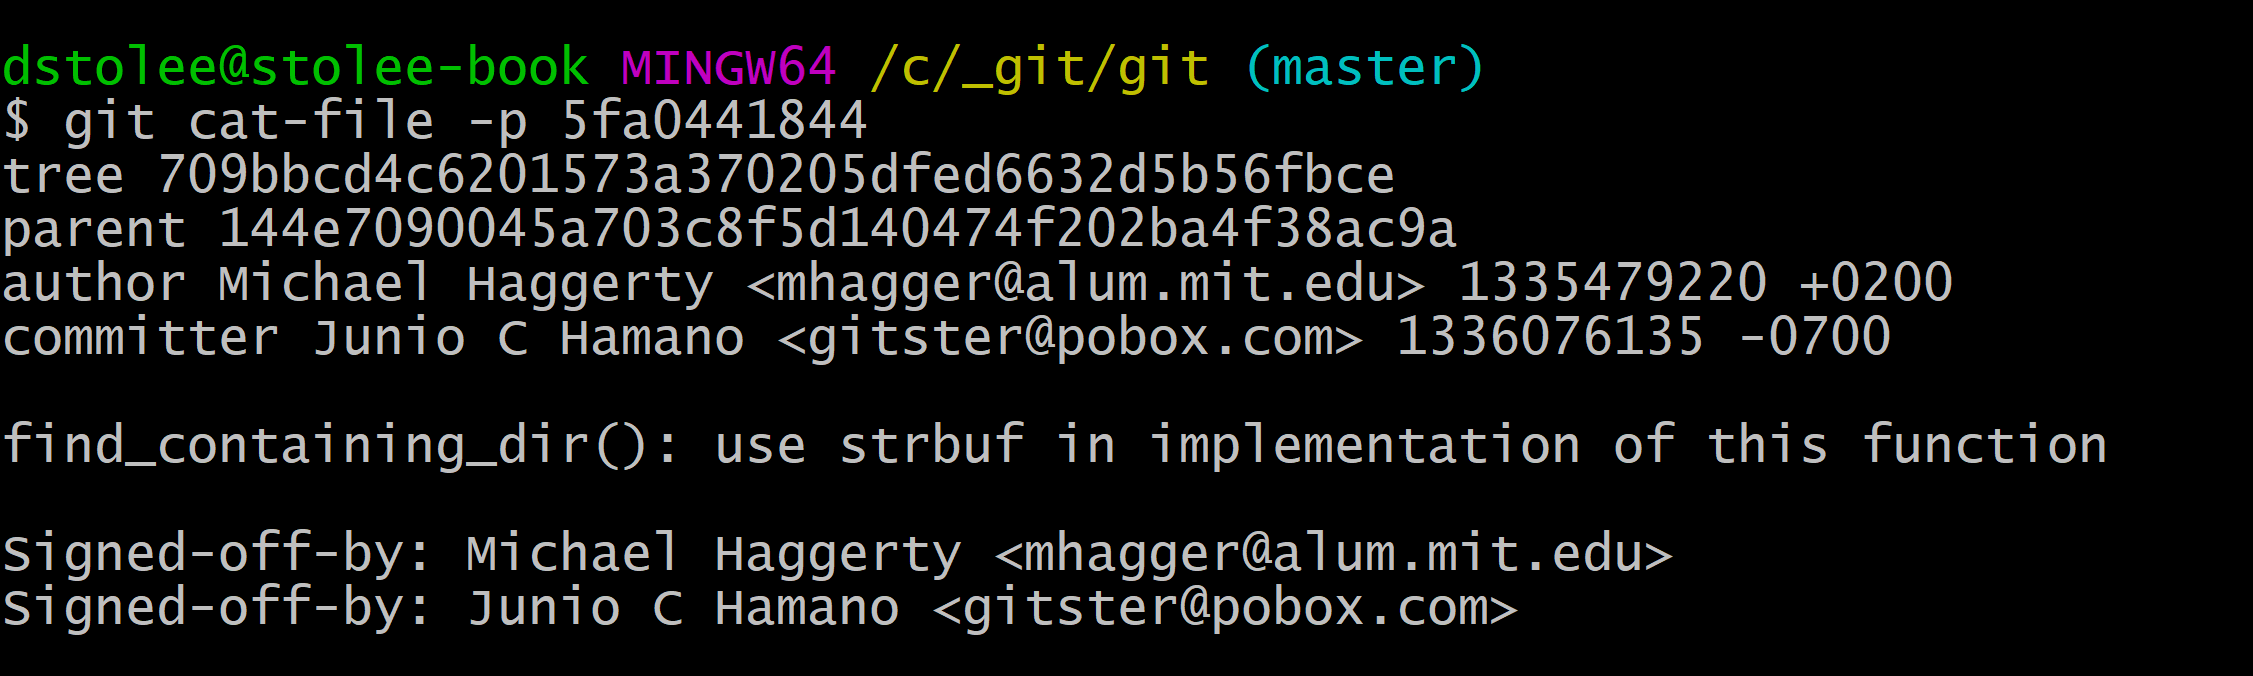 dstolee@stolee-book MINGW64 /c/_git/git (master)
$ git cat-file -p 5fa0441844
tree 709bbcd4c6201573a370205dfed6632d5b56fbce
parent 144e7090045a703c8f5d140474f202ba4f38ac9a
author Michael Haggerty <mhagger@alum.mit.edu> 1335479220 +0200
committer Junio C Hamano <gitster@pobox.com> 1336076135 -0700
find_containing_dir(): use strbuf in implementation of this function
Signed-off-by: Michael Haggerty <mhagger@alum.mit.edu>
Signed-off-by: Junio C Hamano <gitster@pobox.com>